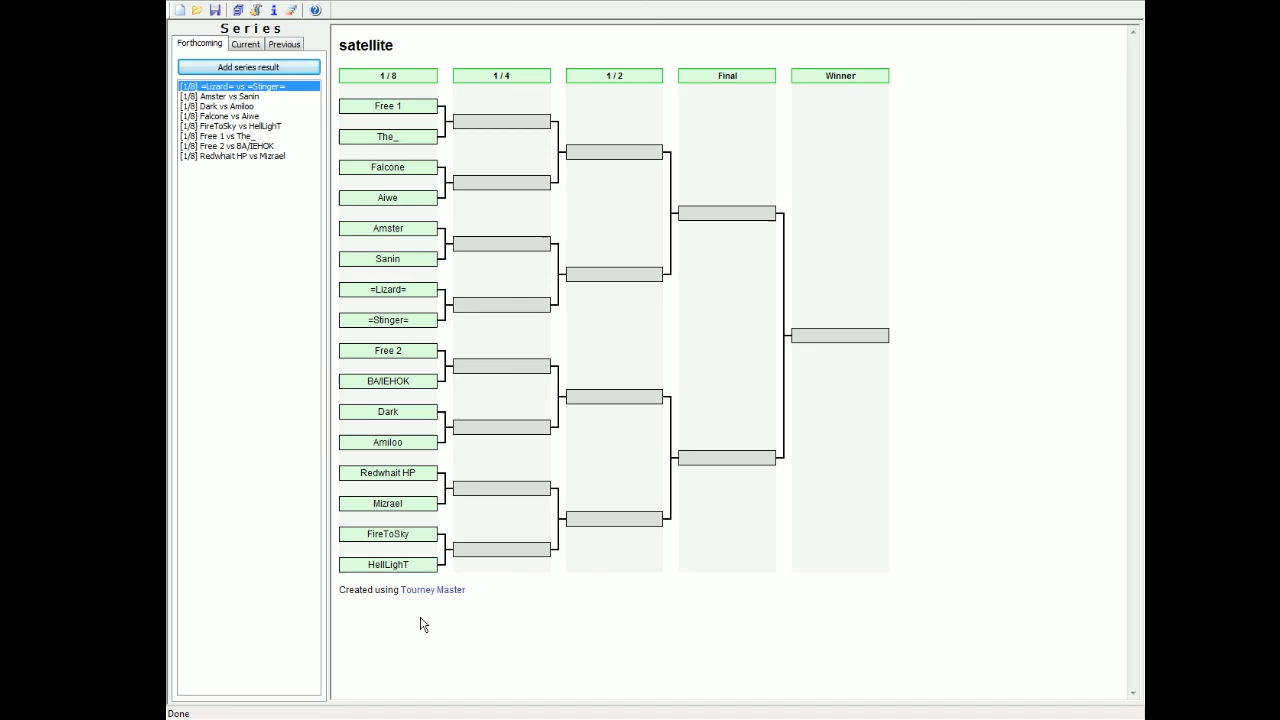 Series
Forthcoming Current Previous
Add series result
[1/8] =Lizard= vs =Stinger=
[1/8] Amster vs Sanin
[1/8] Dark vs Amiloo
[1/8] Falcone vs Aiwe
[1/8] FireToSky vs HellLighT
[1/8] Free 1 vs The_
[1/8] Free 2 vs BA/IEHOK
[1/8] Redwhait HP vs Mizrael
satellite
1 / 8 1 / 4 1 / 2 Final Winner
Free 1
The_
Falcone
Aiwe
Amster
Sanin
=Lizard=
=Stinger=
Free 2
BA/IEHOK
Dark
Amiloo
Redwhait HP
Mizrael
FireToSky
HellLighT
Created using Tourney Master
Done